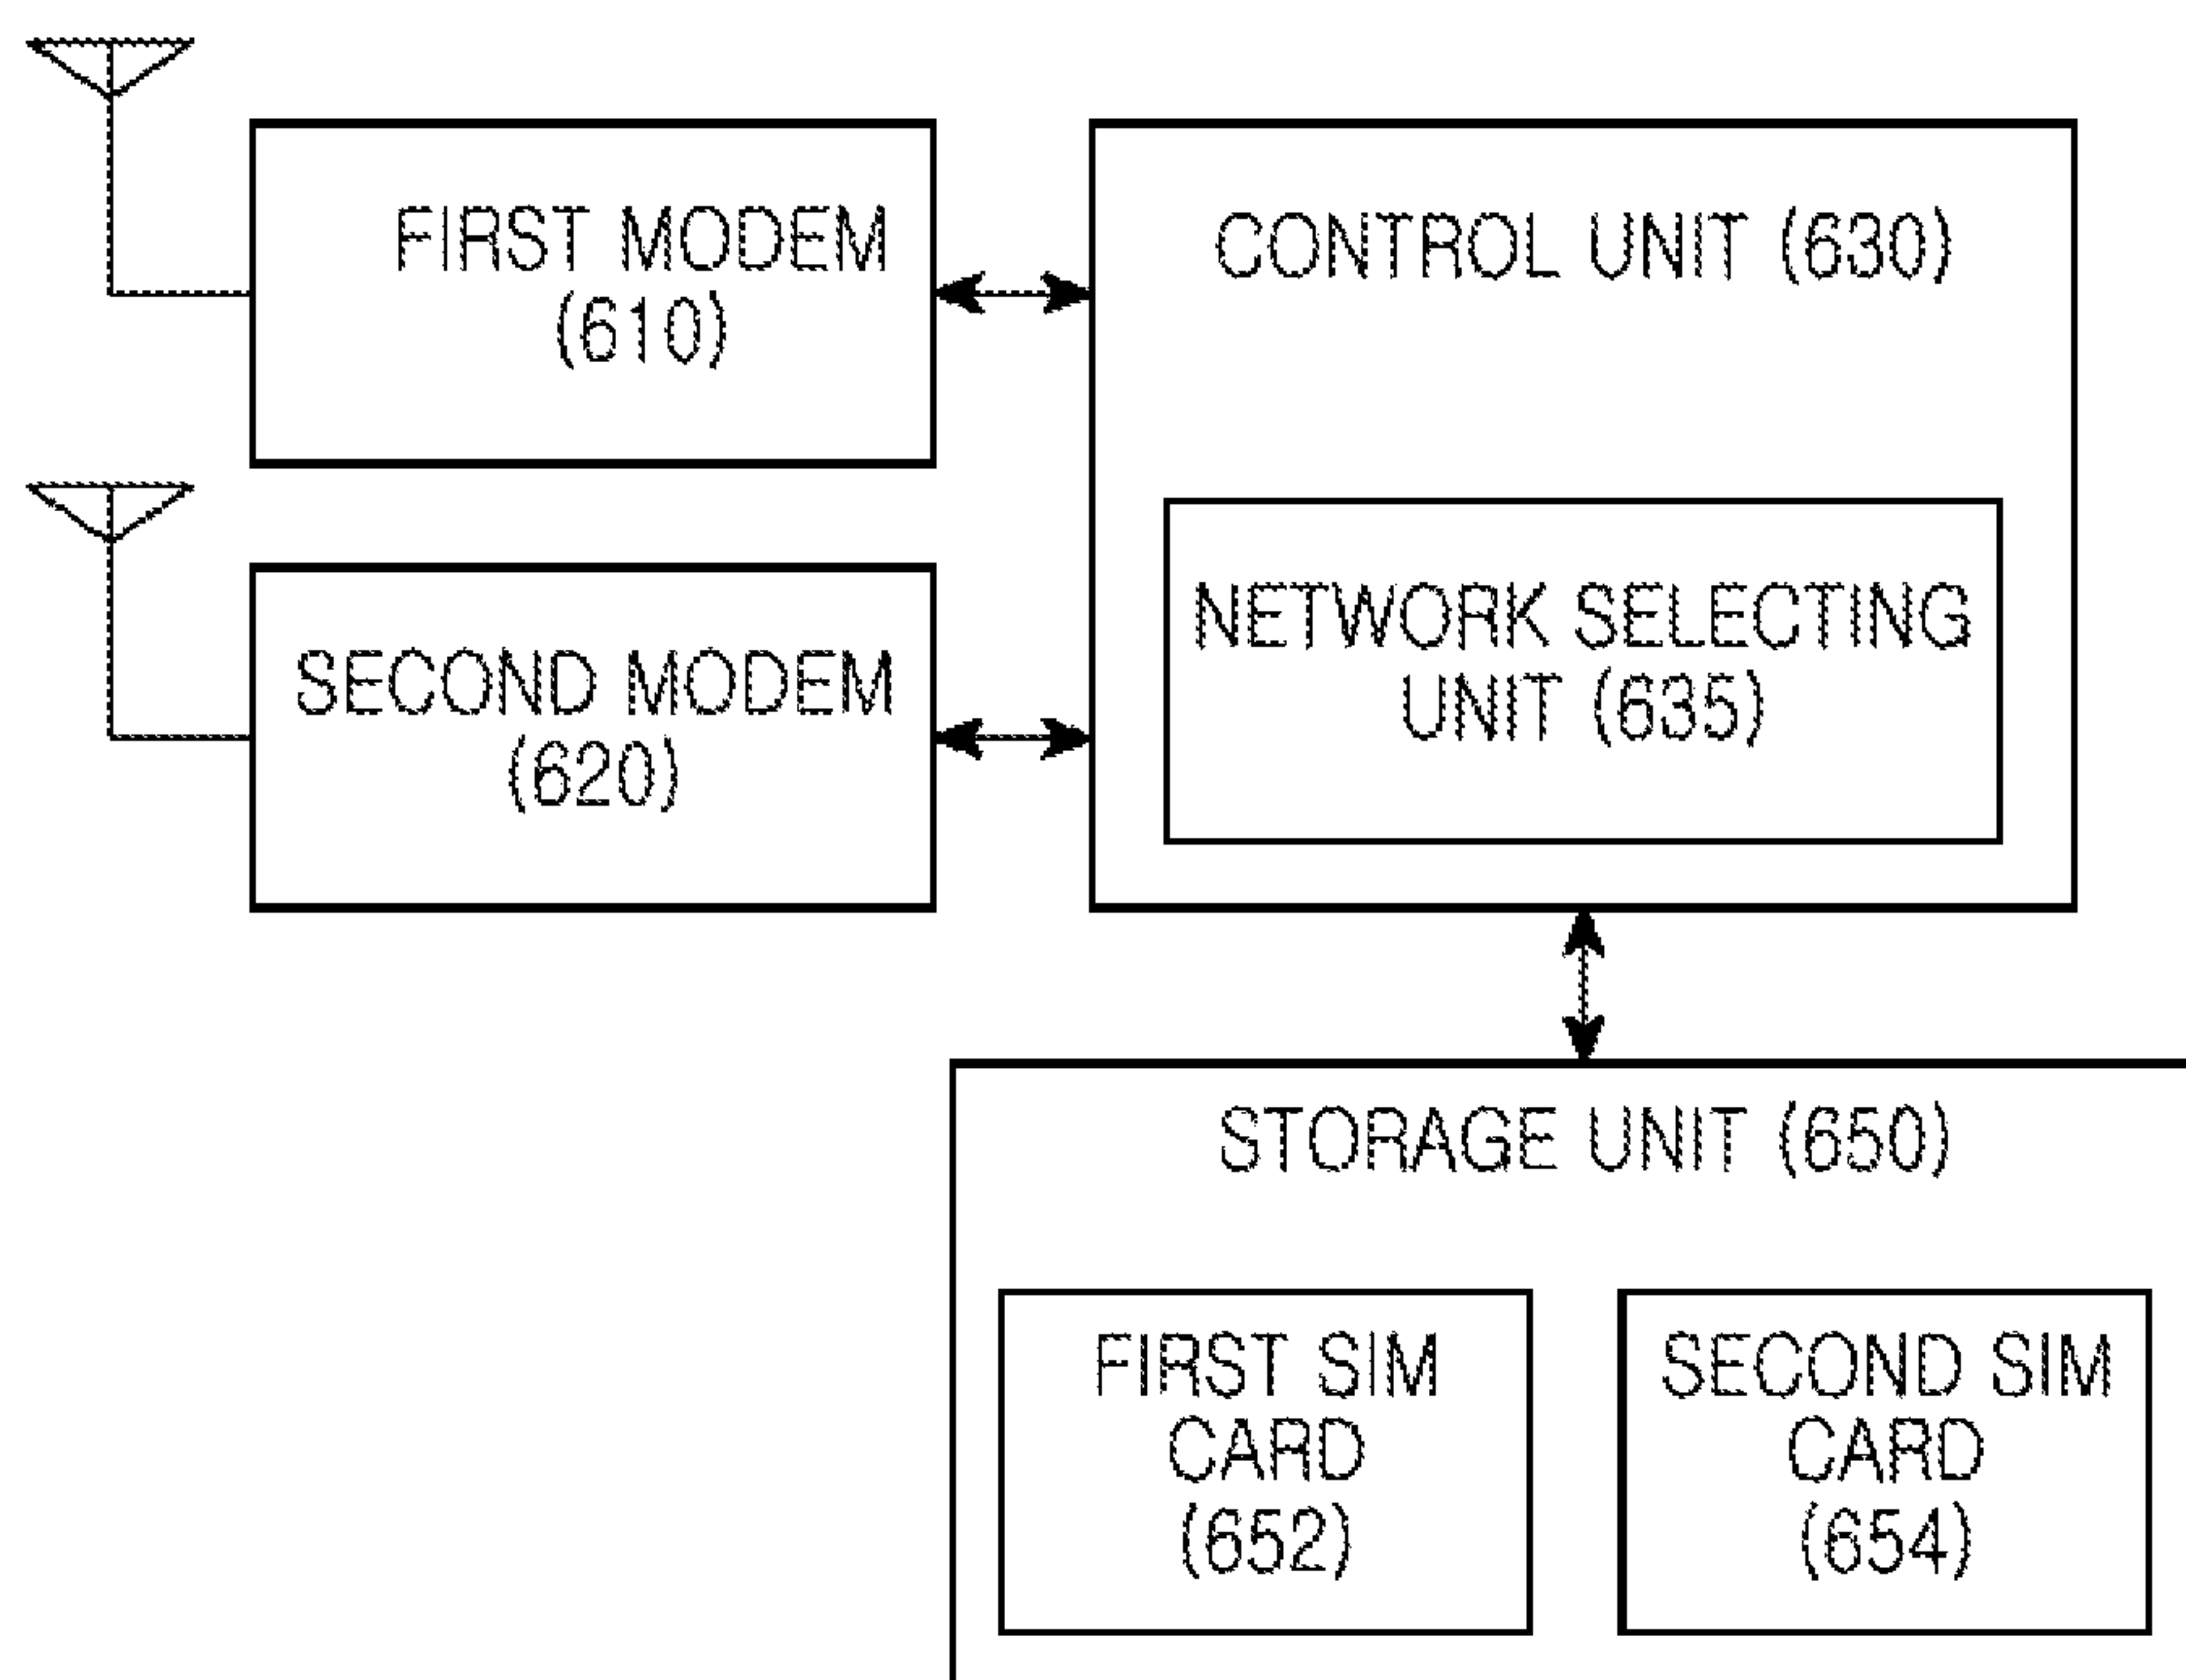 FIRST MODEM
(610)
CONTROL UNIT (630)
NETWORK SELECTING
UNIT (635)
SECOND MODEM
(620)
STORAGE UNIT (650)
FIRST SIM
CARD
(652)
SECOND SIM
CARD
(654)